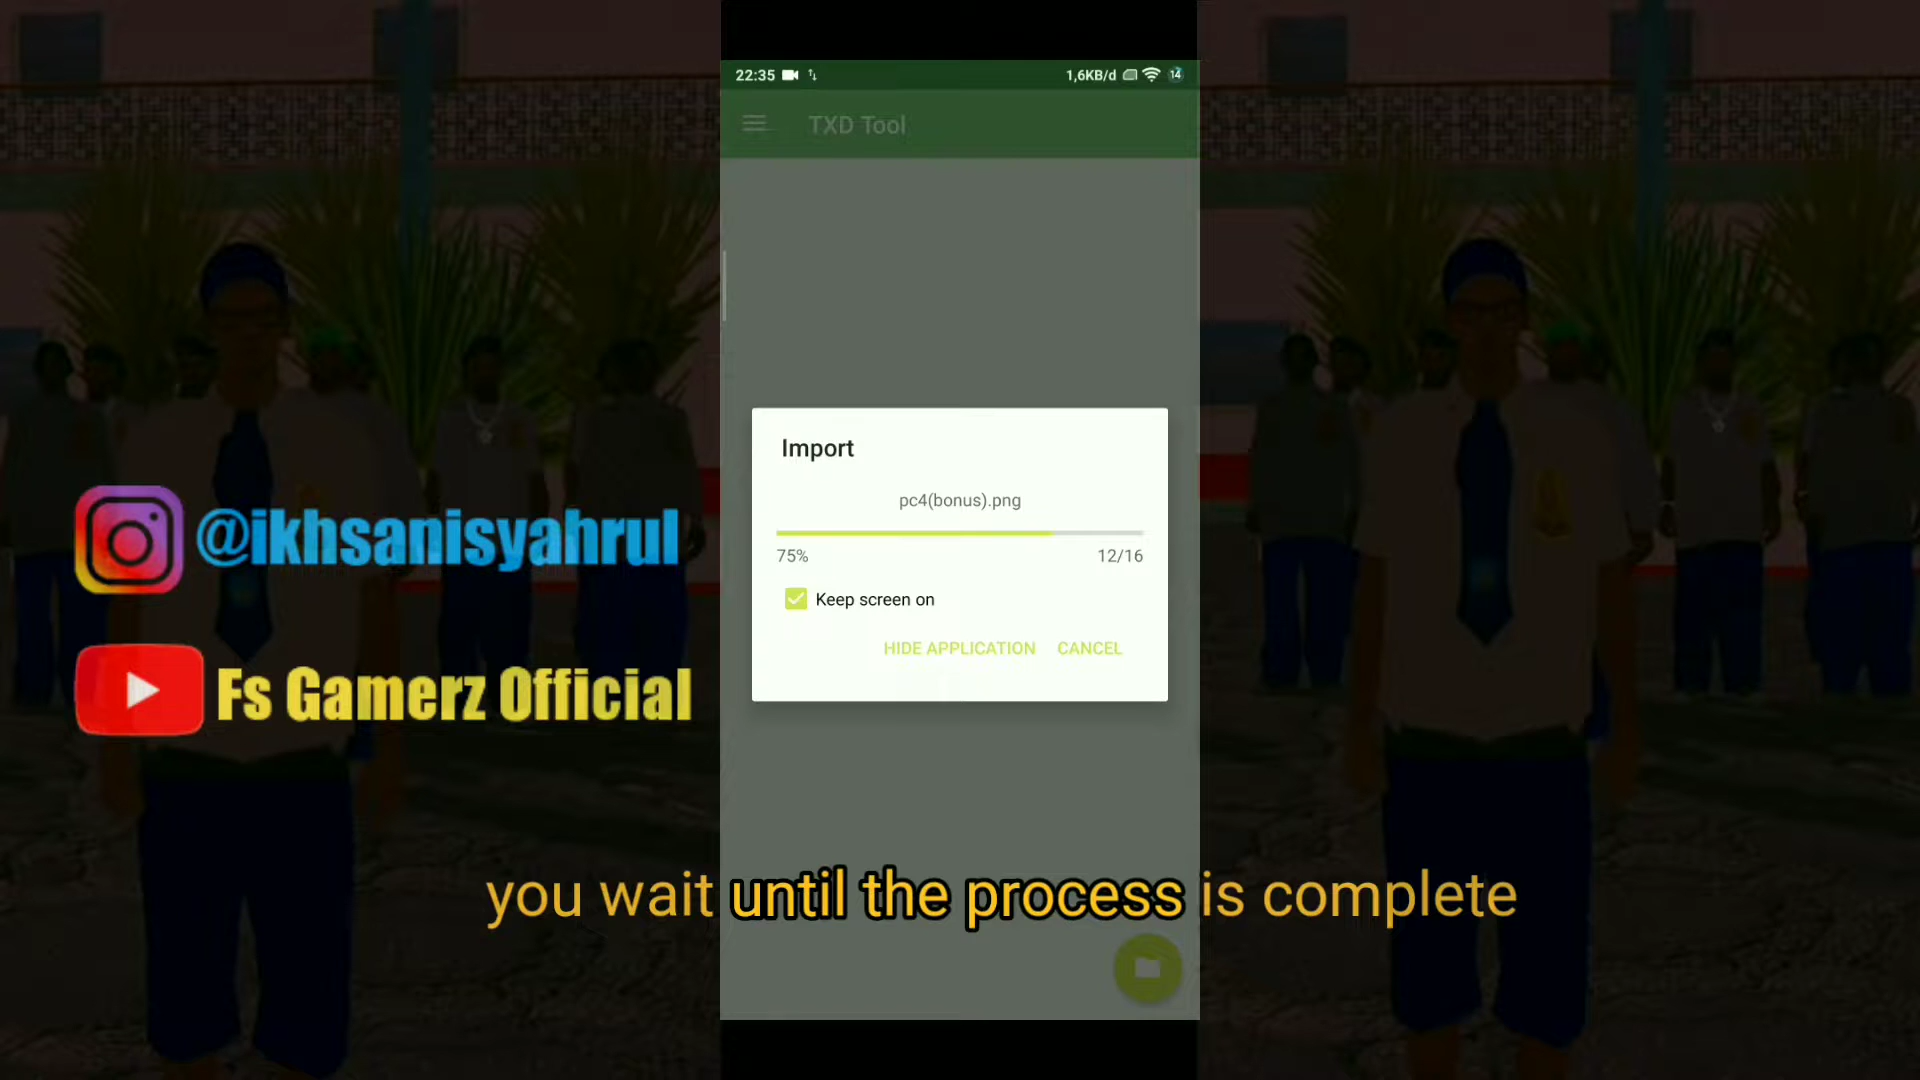 22:35
1,6KB/d
14
TXD Tool
Import
pc4(bonus).png
75%
12/16
Keep screen on
HIDE APPLICATION CANCEL
@ikhsanisyahrul
Fs Gamerz Official
you wait until the process is complete